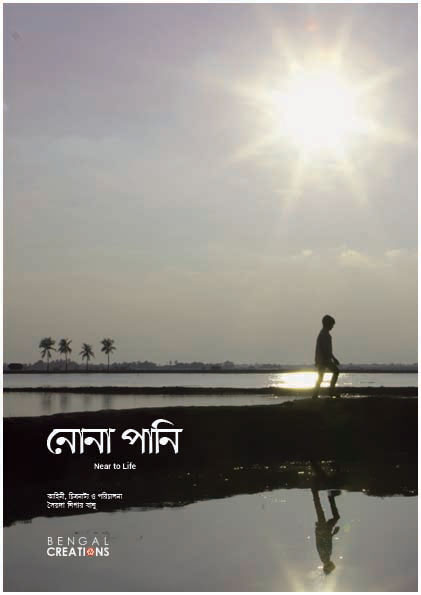 নোনা পানি
Near to Life
কাহিনী, চিত্রনাট্য ও পরিচালনা
সৈয়দা নিগার বানু
BENGAL
CREATIONS